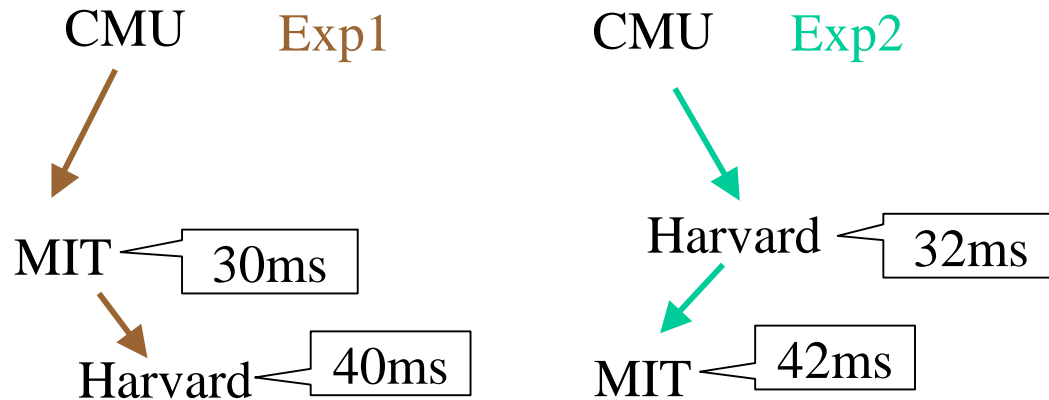 CMU Exp1
MIT 30ms
Harvard 40ms
CMU Exp2
Harvard 32ms
MIT 42ms